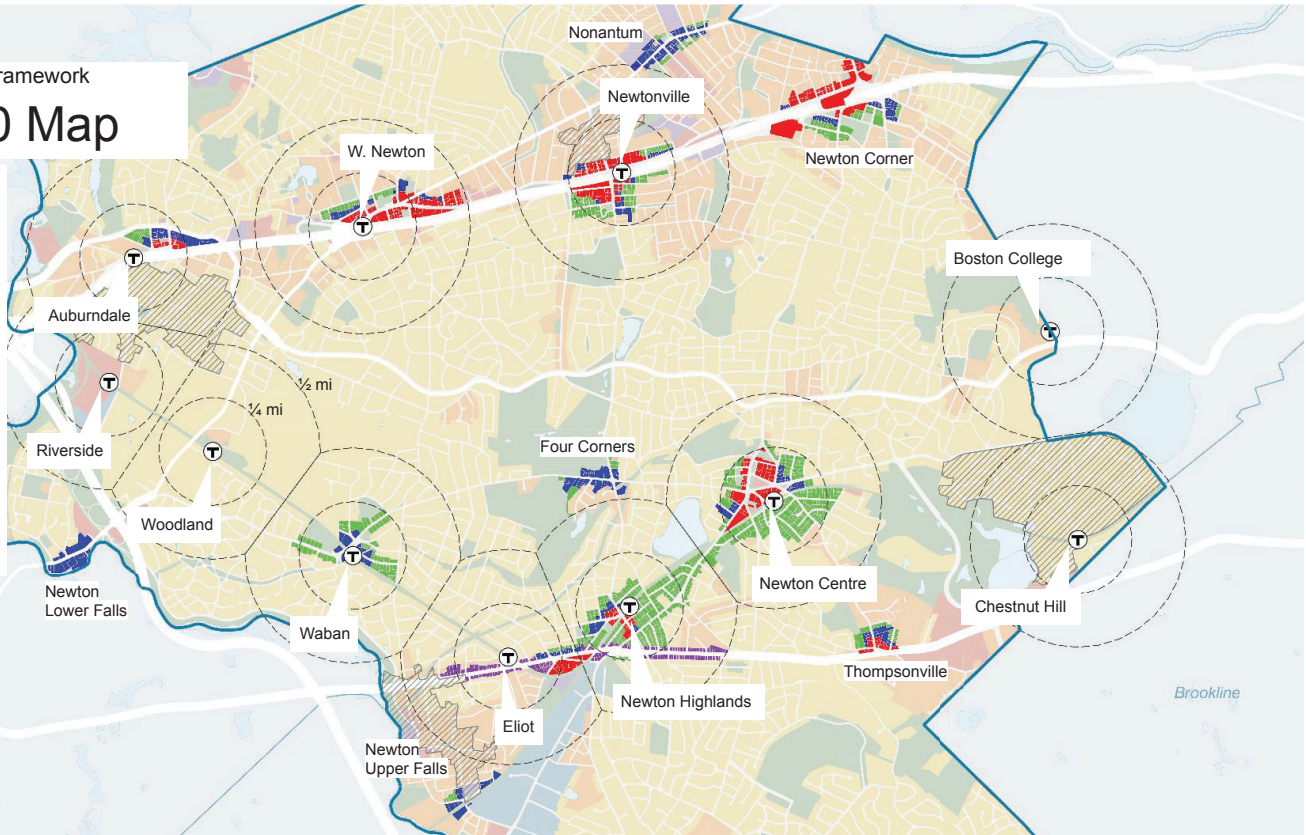 ramework
0 Map
Nonantum
Newtonville
W. Newton
Newton Corner
Boston College
Auburndale
½ mi
¼ mi
Riverside
Four Corners
Woodland
Newton
Lower Falls
Waban
Newton Centre
Chestnut Hill
Thompsonville
Newton Highlands
Brookline
Eliot
Newton
Upper Falls
T
T
T
T
T
T
T
T
T
T
T